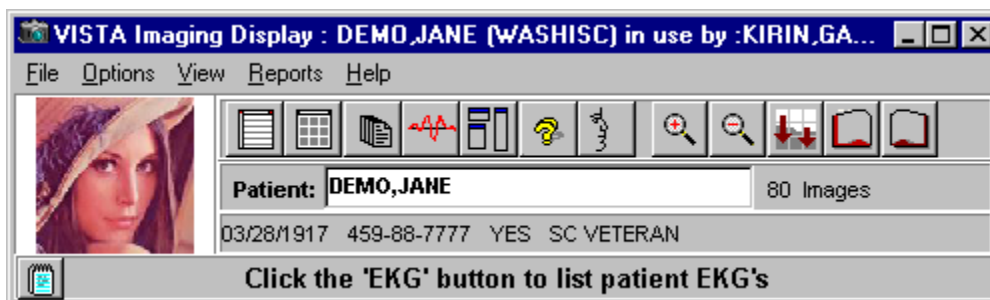 VISTA Imaging Display : DEMO,JANE (WASHISC) in use by :KIRIN,GA...
File Options View Reports Help
Patient: DEMO,JANE 80 Images
03/28/1917 459-88-7777 YES SC VETERAN
Click the 'EKG' button to list patient EKG's